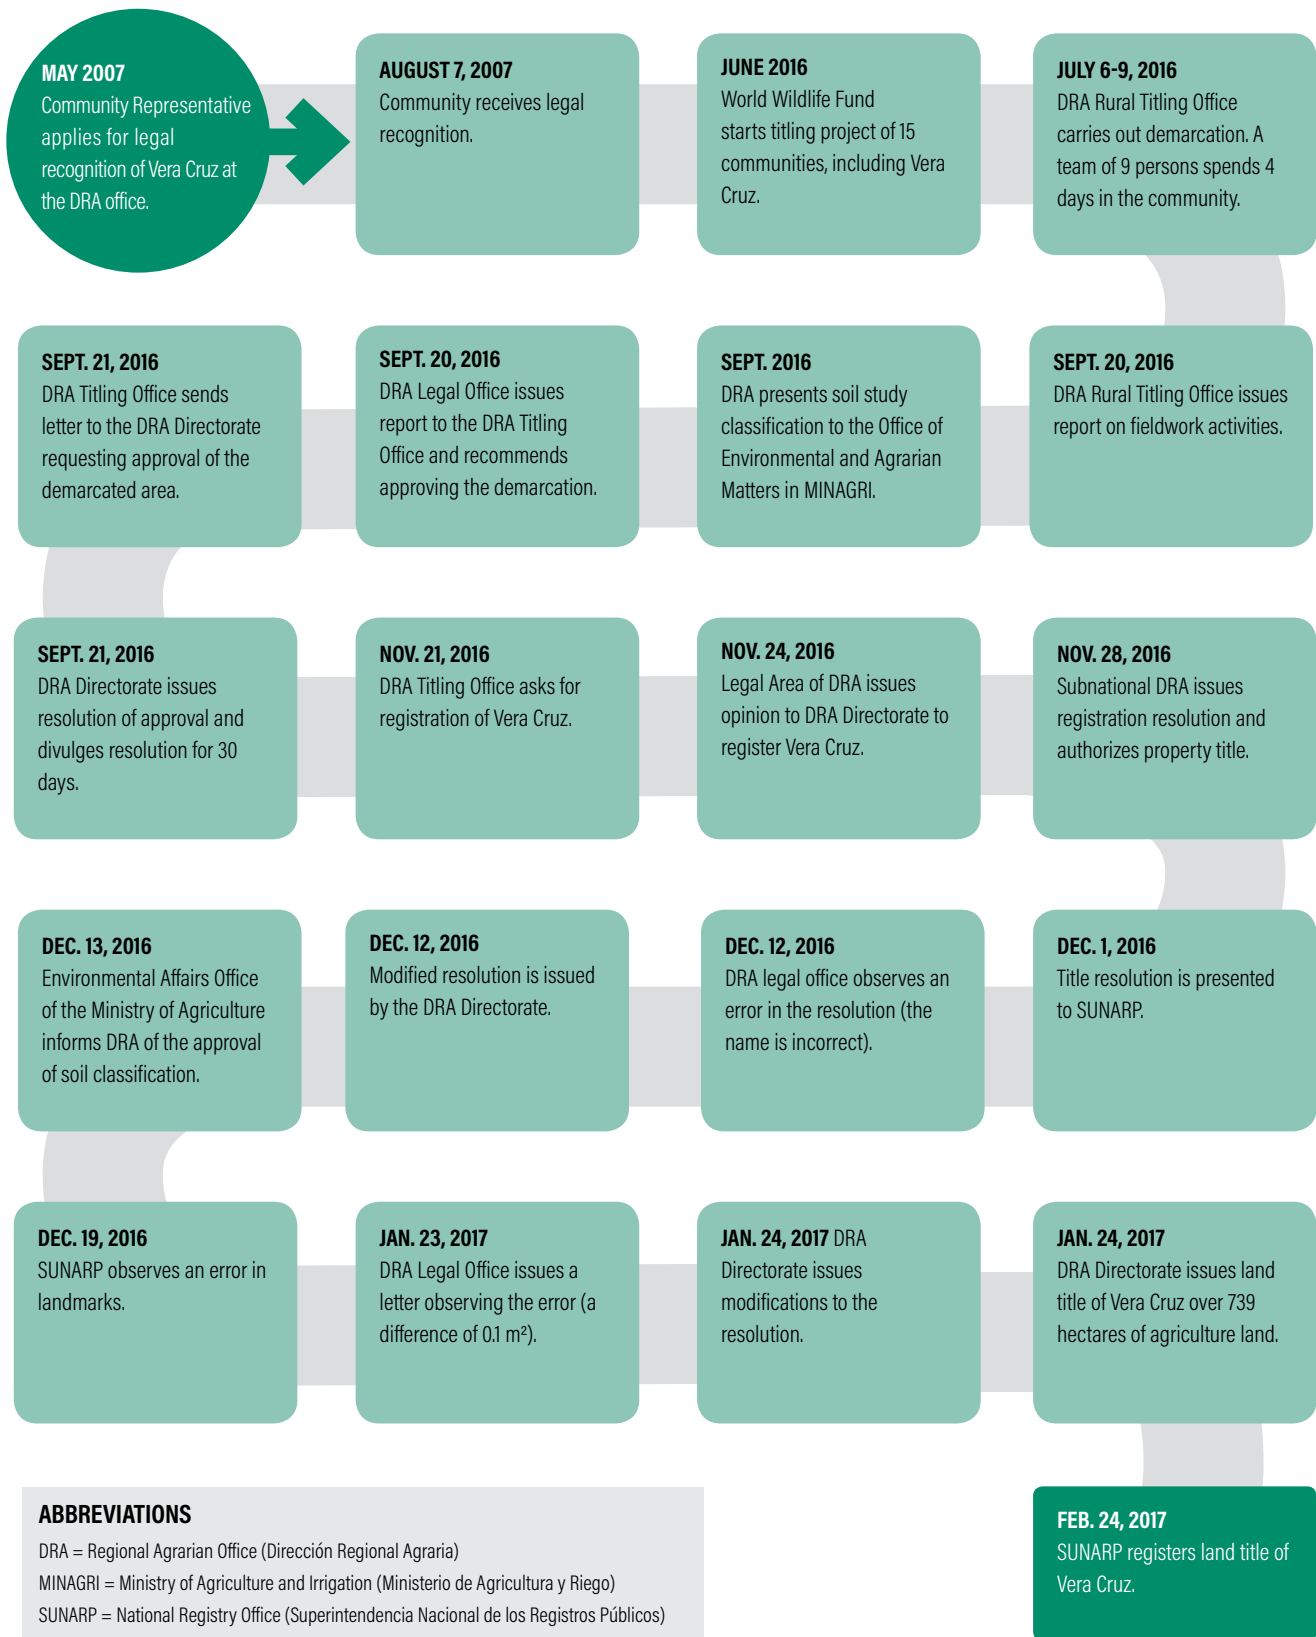 MAY 2007
Community Representative
applies for legal
recognition of Vera Cruz at
the DRA office.
AUGUST 7, 2007
Community receives legal
recognition.
JUNE 2016
World Wildlife Fund
starts titling project of 15
communities, including Vera
Cruz.
JULY 6-9, 2016
DRA Rural Titling Office
carries out demarcation. A
team of 9 persons spends 4
days in the community.
SEPT. 20, 2016
DRA Rural Titling Office issues
report on fieldwork activities.
SEPT. 2016
DRA presents soil study
classification to the Office of
Environmental and Agrarian
Matters in MINAGRI.
SEPT. 20, 2016
DRA Legal Office issues
report to the DRA Titling
Office and recommends
approving the demarcation.
SEPT. 21, 2016
DRA Titling Office sends
letter to the DRA Directorate
requesting approval of the
demarcated area.
SEPT. 21, 2016
DRA Directorate issues
resolution of approval and
divulges resolution for 30
days.
NOV. 21, 2016
DRA Titling Office asks for
registration of Vera Cruz.
NOV. 24, 2016
Legal Area of DRA issues
opinion to DRA Directorate to
register Vera Cruz.
NOV. 28, 2016
Subnational DRA issues
registration resolution and
authorizes property title.
DEC. 1, 2016
Title resolution is presented
to SUNARP.
DEC. 12, 2016
DRA legal office observes an
error in the resolution (the
name is incorrect).
DEC. 12, 2016
Modified resolution is issued
by the DRA Directorate.
DEC. 13, 2016
Environmental Affairs Office
of the Ministry of Agriculture
informs DRA of the approval
of soil classification.
DEC. 19, 2016
SUNARP observes an error in
landmarks.
JAN. 23, 2017
DRA Legal Office issues a
letter observing the error (a
difference of 0.1 m²).
JAN. 24, 2017 DRA
Directorate issues
modifications to the
resolution.
JAN. 24, 2017
DRA Directorate issues land
title of Vera Cruz over 739
hectares of agriculture land.
FEB. 24, 2017
SUNARP registers land title of
Vera Cruz.
ABBREVIATIONS
DRA = Regional Agrarian Office (Dirección Regional Agraria)
MINAGRI = Ministry of Agriculture and Irrigation (Ministerio de Agricultura y Riego)
SUNARP = National Registry Office (Superintendencia Nacional de los Registros Públicos)